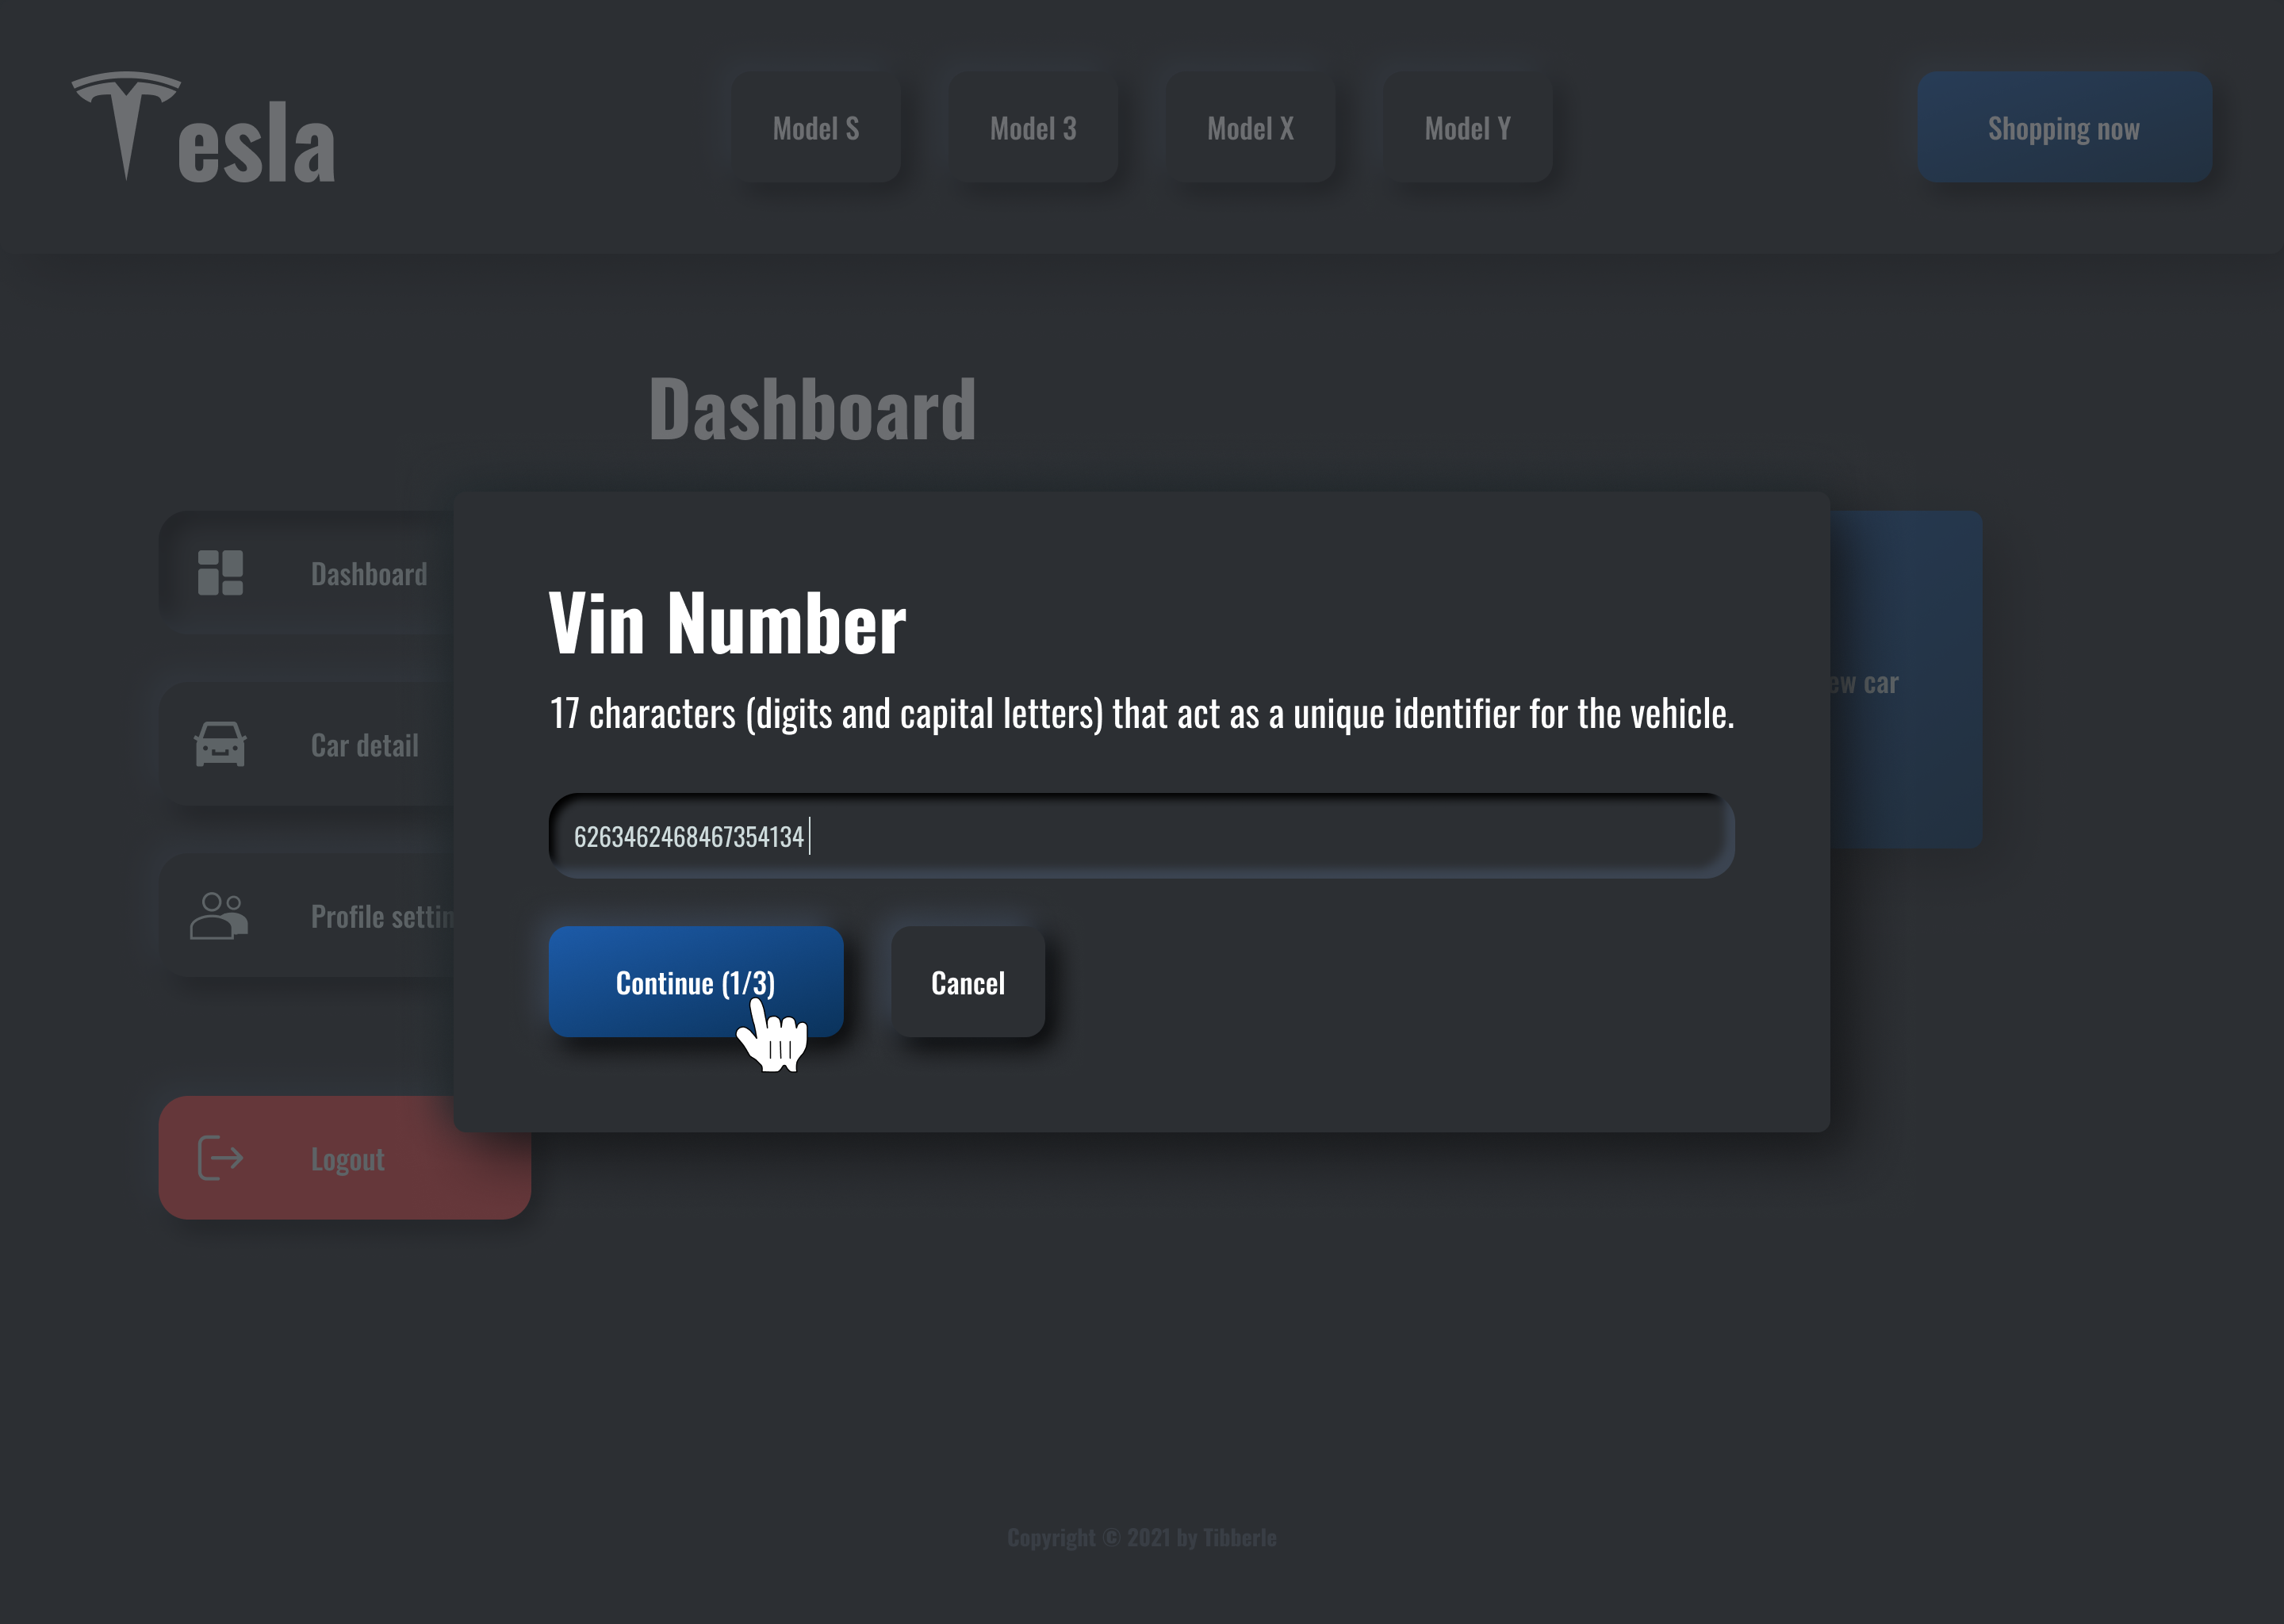 Tesla
Model S
Model 3
Model X
Model Y
Shopping now
Dashboard
Dashboard
Car detail
Profile settin
Logout
ew car
Vin Number
17 characters (digits and capital letters) that act as a unique identifier for the vehicle.
6263462468467354134
Continue (1/3)
Cancel
Copyright © 2021 by Tibberle